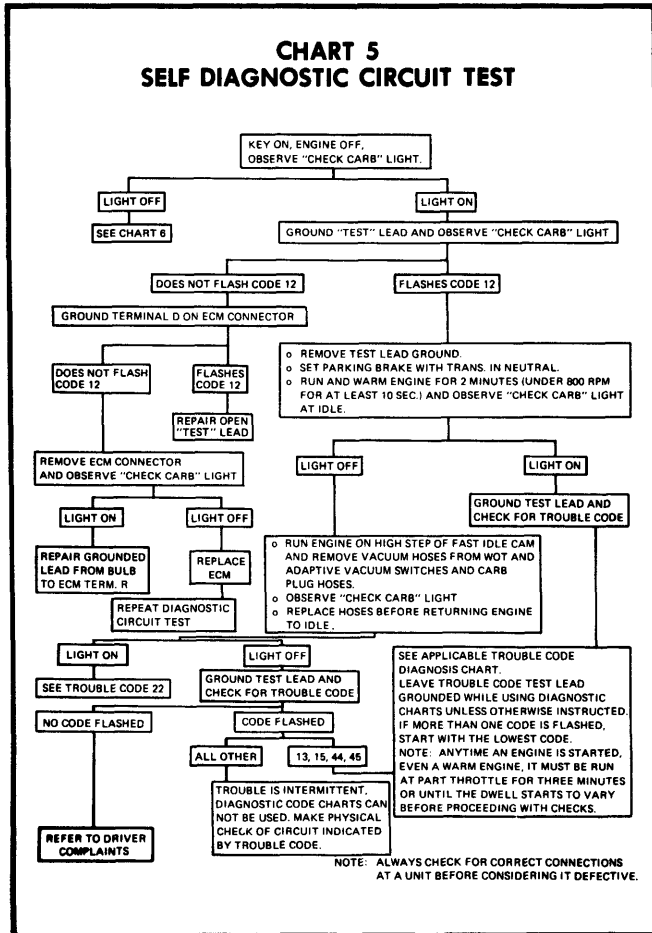 CHART 5
SELF DIAGNOSTIC CIRCUIT TEST
KEY ON, ENGINE OFF,
OBSERVE "CHECK CARB" LIGHT.
LIGHT OFF
LIGHT ON
SEE CHART 6
GROUND "TEST" LEAD AND OBSERVE "CHECK CARB" LIGHT
DOES NOT FLASH CODE 12
FLASHES CODE 12
GROUND TERMINAL D ON ECM CONNECTOR
DOES NOT FLASH
CODE 12
FLASHES
CODE 12
REPAIR OPEN
"TEST" LEAD
o REMOVE TEST LEAD GROUND.
o SET PARKING BRAKE WITH TRANS. IN NEUTRAL.
o RUN AND WARM ENGINE FOR 2 MINUTES (UNDER 800 RPM
FOR AT LEAST 10 SEC.) AND OBSERVE "CHECK CARB" LIGHT
AT IDLE.
REMOVE ECM CONNECTOR
AND OBSERVE "CHECK CARB" LIGHT
LIGHT OFF
LIGHT ON
GROUND TEST LEAD AND
CHECK FOR TROUBLE CODE
LIGHT ON
LIGHT OFF
REPAIR GROUNDED
LEAD FROM BULB
TO ECM TERM. R
REPLACE
ECM
REPEAT DIAGNOSTIC
CIRCUIT TEST
o RUN ENGINE ON HIGH STEP OF FAST IDLE CAM
AND REMOVE VACUUM HOSES FROM WOT AND
ADAPTIVE VACUUM SWITCHES AND CARB
PLUG HOSES.
o OBSERVE "CHECK CARB" LIGHT
o REPLACE HOSES BEFORE RETURNING ENGINE
TO IDLE.
LIGHT ON
LIGHT OFF
SEE TROUBLE CODE 22
GROUND TEST LEAD AND
CHECK FOR TROUBLE CODE
NO CODE FLASHED
CODE FLASHED
ALL OTHER
13, 15, 44, 45
SEE APPLICABLE TROUBLE CODE
DIAGNOSIS CHART.
LEAVE TROUBLE CODE TEST LEAD
GROUNDED WHILE USING DIAGNOSTIC
CHARTS UNLESS OTHERWISE INSTRUCTED.
IF MORE THAN ONE CODE IS FLASHED,
START WITH THE LOWEST CODE.
NOTE: ANYTIME AN ENGINE IS STARTED,
EVEN A WARM ENGINE, IT MUST BE RUN
AT PART THROTTLE FOR THREE MINUTES
OR UNTIL THE DWELL STARTS TO VARY
BEFORE PROCEEDING WITH CHECKS.
TROUBLE IS INTERMITTENT,
DIAGNOSTIC CODE CHARTS CAN
NOT BE USED. MAKE PHYSICAL
CHECK OF CIRCUIT INDICATED
BY TROUBLE CODE.
REFER TO DRIVER
COMPLAINTS
NOTE: ALWAYS CHECK FOR CORRECT CONNECTIONS
AT A UNIT BEFORE CONSIDERING IT DEFECTIVE.